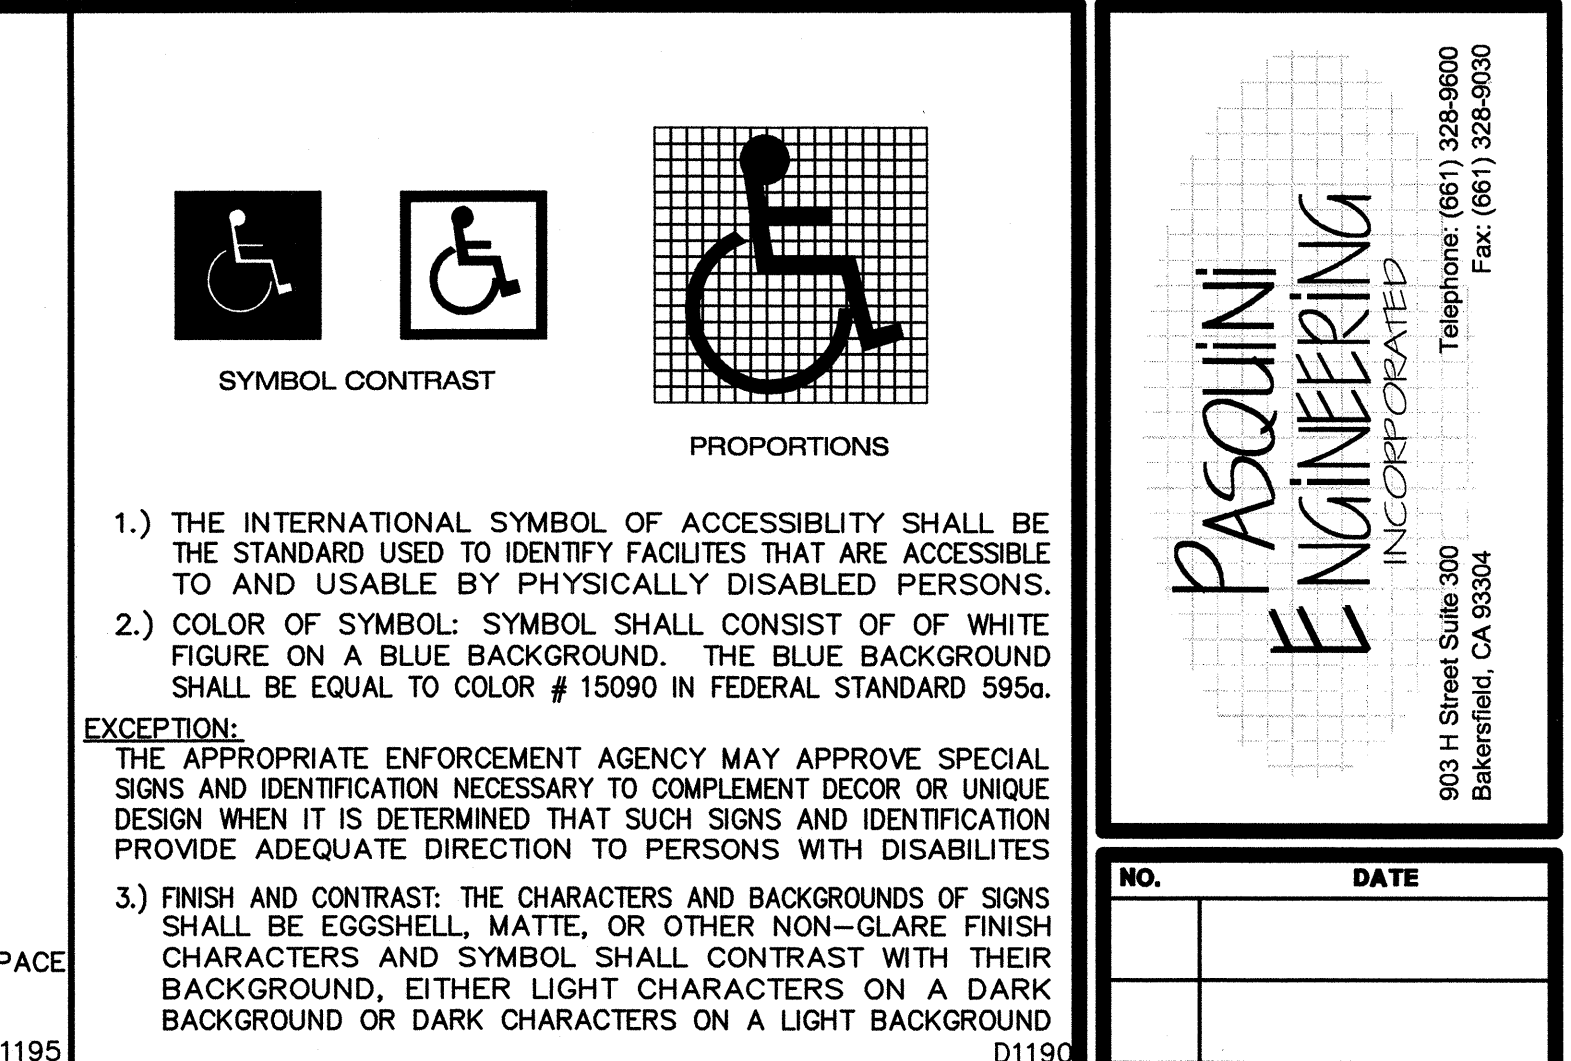 SYMBOL CONTRAST
PROPORTIONS
1.) THE INTERNATIONAL SYMBOL OF ACCESSIBLITY SHALL BE
THE STANDARD USED TO IDENTIFY FACILITES THAT ARE ACCESSIBLE
TO AND USABLE BY PHYSICALLY DISABLED PERSONS.
2.) COLOR OF SYMBOL: SYMBOL SHALL CONSIST OF OF WHITE
FIGURE ON A BLUE BACKGROUND. THE BLUE BACKGROUND
SHALL BE EQUAL TO COLOR # 15090 IN FEDERAL STANDARD 595a.
EXCEPTION:
THE APPROPRIATE ENFORCEMENT AGENCY MAY APPROVE SPECIAL
SIGNS AND IDENTIFICATION NECESSARY TO COMPLEMENT DECOR OR UNIQUE
DESIGN WHEN IT IS DETERMINED THAT SUCH SIGNS AND IDENTIFICATION
PROVIDE ADEQUATE DIRECTION TO PERSONS WITH DISABILITES
3.) FINISH AND CONTRAST: THE CHARACTERS AND BACKGROUNDS OF SIGNS
SHALL BE EGGSHELL, MATTE, OR OTHER NON-GLARE FINISH
CHARACTERS AND SYMBOL SHALL CONTRAST WITH THEIR
BACKGROUND, EITHER LIGHT CHARACTERS ON A DARK
BACKGROUND OR DARK CHARACTERS ON A LIGHT BACKGROUND
D1190
PACE
1195
PASQUiNi
ENGiNEERiNG
INCORPORATED
903 H Street Suite 300 Telephone: (661) 328-9600
Bakersfield, CA 93304 Fax: (661) 328-9030
NO. DATE